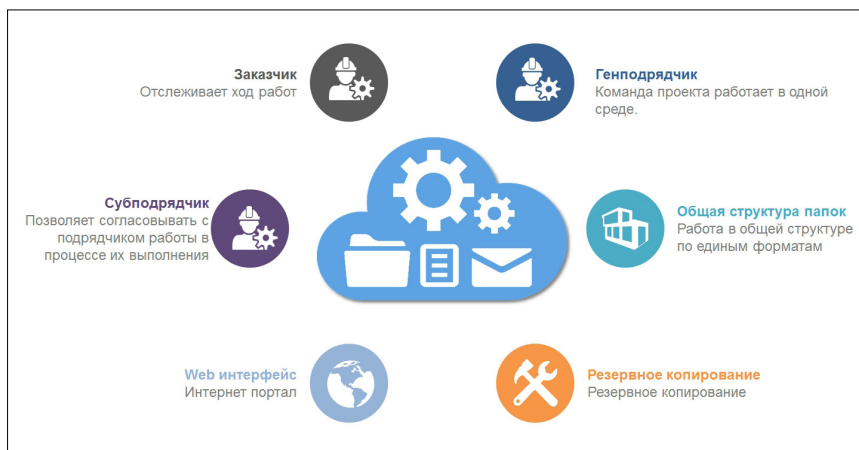 Заказчик
Отслеживает ход работ
Генподрядчик
Команда проекта работает в одной
среде.
Субподрядчик
Позволяет согласовывать с
подрядчиком работы в
процессе их выполнения
Общая структура папок
Работа в общей структуре
по единым форматам
Web интерфейс
Интернет портал
Резервное копирование
Резервное копирование